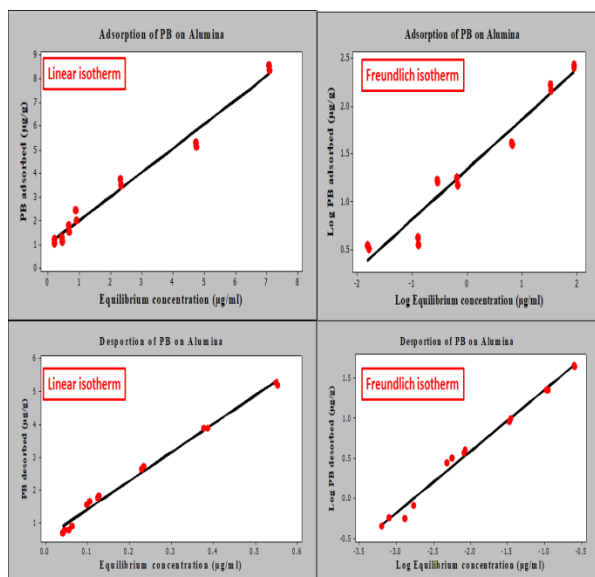 Adsorption of PB on Alumina
Linear isotherm
PB adsorbed (µg/g)
9
8
7
6
5
4
3
2
1
0
0 1 2 3 4 5 6 7 8
Equilibrium concentration (µg/ml)
Adsorption of PB on Alumina
Freundlich isotherm
Log PB adsorbed (µg/g)
2.5
2.0
1.5
1.0
0.5
-2 -1 0 1 2
Log Equilibrium concentration (µg/ml)
Desportion of PB on Alumina
Linear isotherm
PB desorbed (µg/g)
6
5
4
3
2
1
0.0 0.1 0.2 0.3 0.4 0.5 0.6
Equilibrium concentration (µg/ml)
Desportion of PB on Alumina
Freundlich isotherm
Log PB desorbed (µg/g)
1.5
1.0
0.5
0.0
-0.5
-3.5 -3.0 -2.5 -2.0 -1.5 -1.0 -0.5
Log Equilibrium concentration (µg/ml)